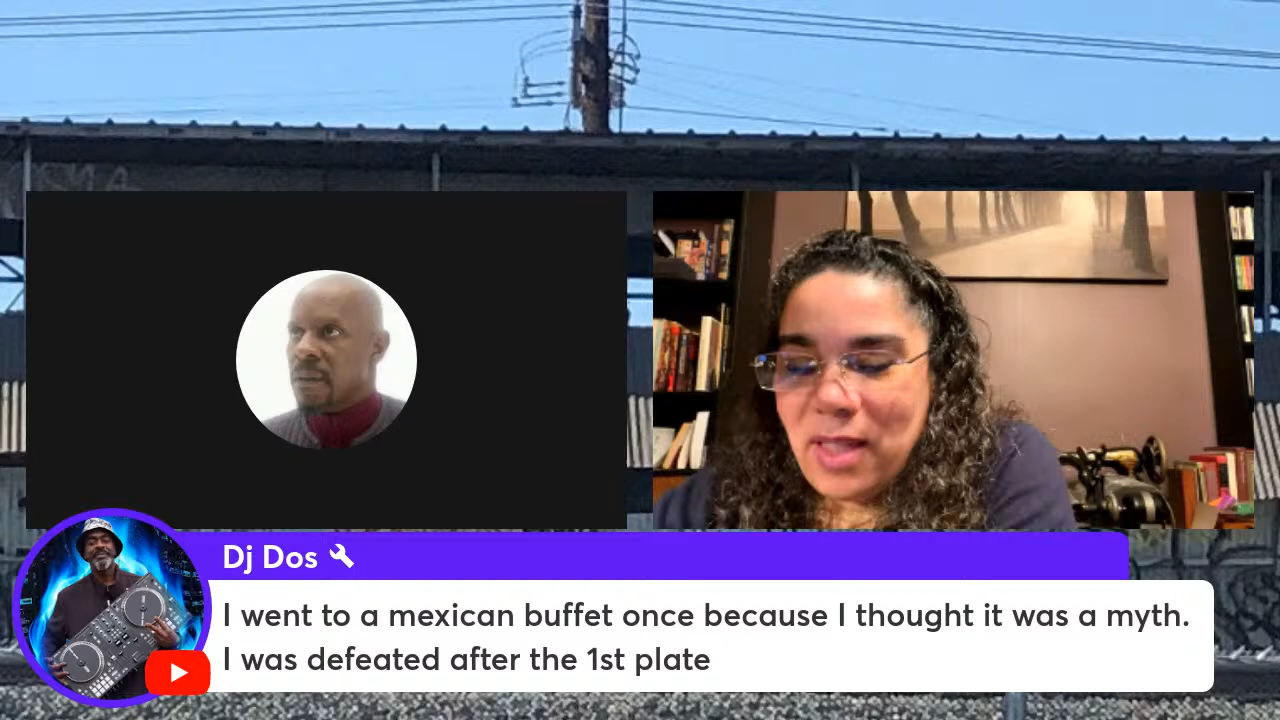 Dj Dos
I went to a mexican buffet once because I thought it was a myth.
I was defeated after the 1st plate